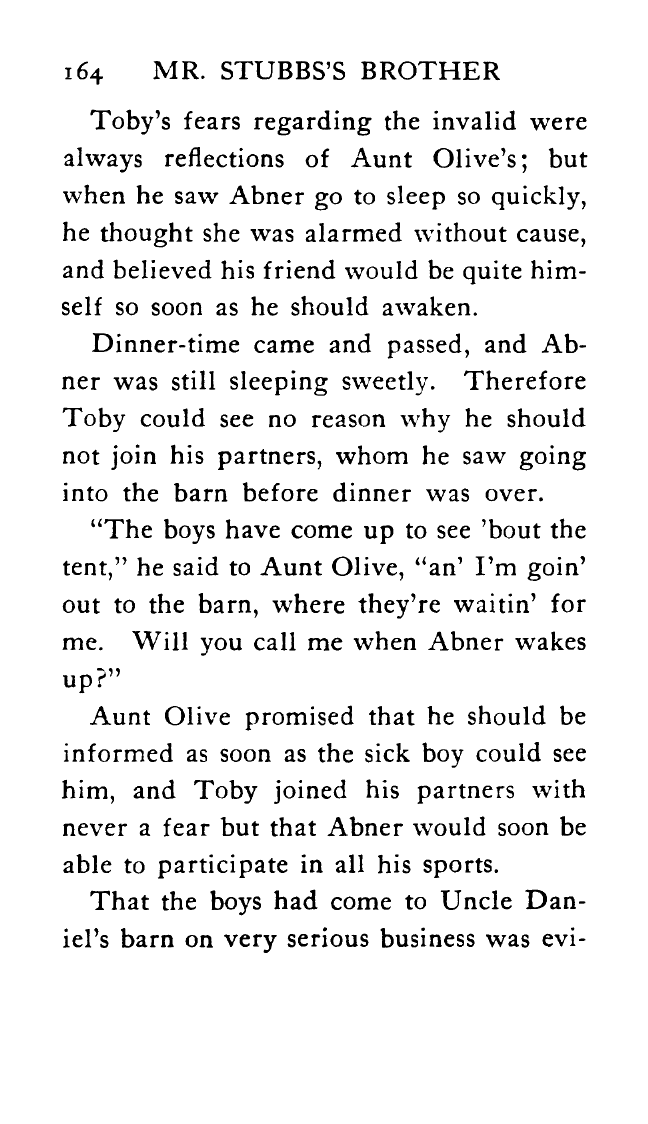 164 MR. STUBBS'S BROTHER
Toby's fears regarding the invalid were
always reflections of Aunt Olive's; but
when he saw Abner go to sleep so quickly,
he thought she was alarmed without cause,
and believed his friend would be quite him-
self so soon as he should awaken.
Dinner-time came and passed, and Ab-
ner was still sleeping sweetly. Therefore
Toby could see no reason why he should
not join his partners, whom he saw going
into the barn before dinner was over.
“The boys have come up to see ’bout the
tent,” he said to Aunt Olive, “an’ I’m goin’
out to the barn, where they’re waitin’ for
me. Will you call me when Abner wakes
up?”
Aunt Olive promised that he should be
informed as soon as the sick boy could see
him, and Toby joined his partners with
never a fear but that Abner would soon be
able to participate in all his sports.
That the boys had come to Uncle Dan-
iel's barn on very serious business was evi-